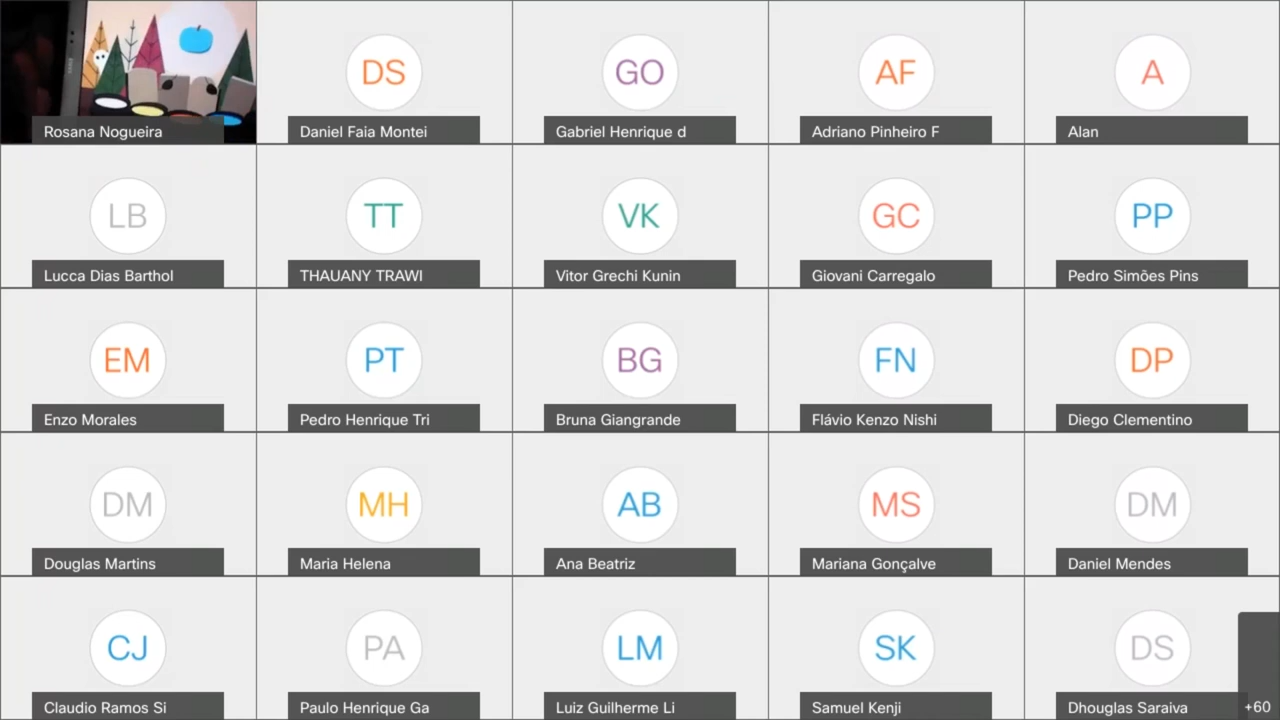 Rosana Nogueira
DS
Daniel Faia Montei
GO
Gabriel Henrique d
AF
Adriano Pinheiro F
A
Alan
LB
Lucca Dias Barthol
TT
THAUANY TRAWI
VK
Vitor Grechi Kunin
GC
Giovani Carregalo
PP
Pedro Simões Pins
EM
Enzo Morales
PT
Pedro Henrique Tri
BG
Bruna Giangrande
FN
Flávio Kenzo Nishi
DP
Diego Clementino
DM
Douglas Martins
MH
Maria Helena
AB
Ana Beatriz
MS
Mariana Gonçalve
DM
Daniel Mendes
CJ
Claudio Ramos Si
PA
Paulo Henrique Ga
LM
Luiz Guilherme Li
SK
Samuel Kenji
DS
Dhouglas Saraiva
+60